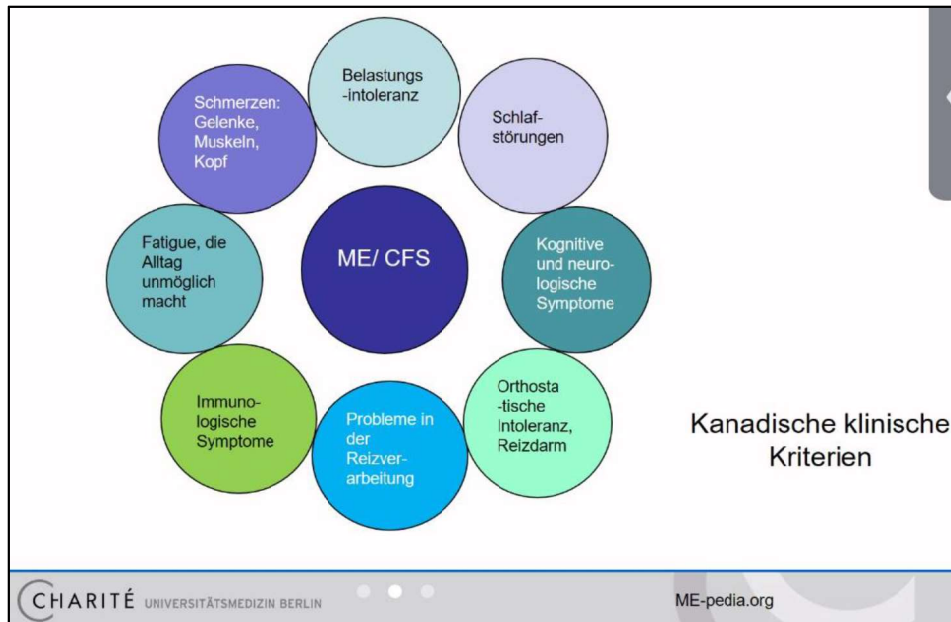 Belastungs
-intoleranz
Schlaf-
störungen
Kognitive
und neuro-
logische
Symptome
Orthosta
-tische
Intoleranz,
Reizdarm
Probleme in
der
Reizver-
arbeitung
Immuno-
logische
Symptome
Fatigue, die
Alltag
unmöglich
macht
Schmerzen:
Gelenke,
Muskeln,
Kopf
ME/ CFS
Kanadische klinische
Kriterien
CHARITÉ UNIVERSITÄTSMEDIZIN BERLIN
ME-pedia.org